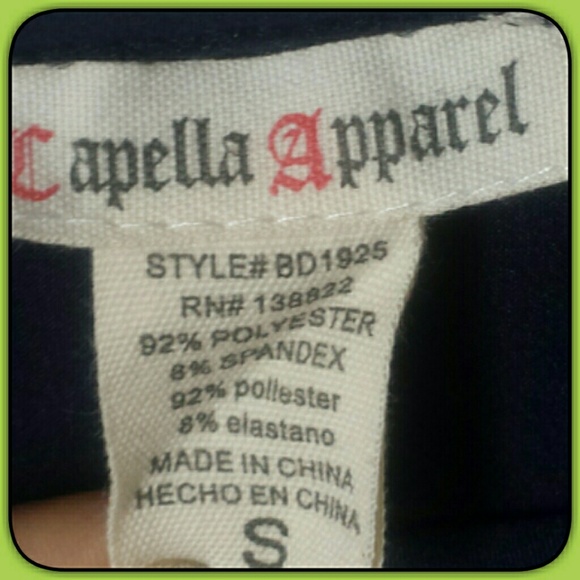 Capella Apparel
STYLE# BD1925
RN# 138822
92% POLYESTER
8% SPANDEX
92% poliester
8% elastano
MADE IN CHINA
HECHO EN CHINA
S